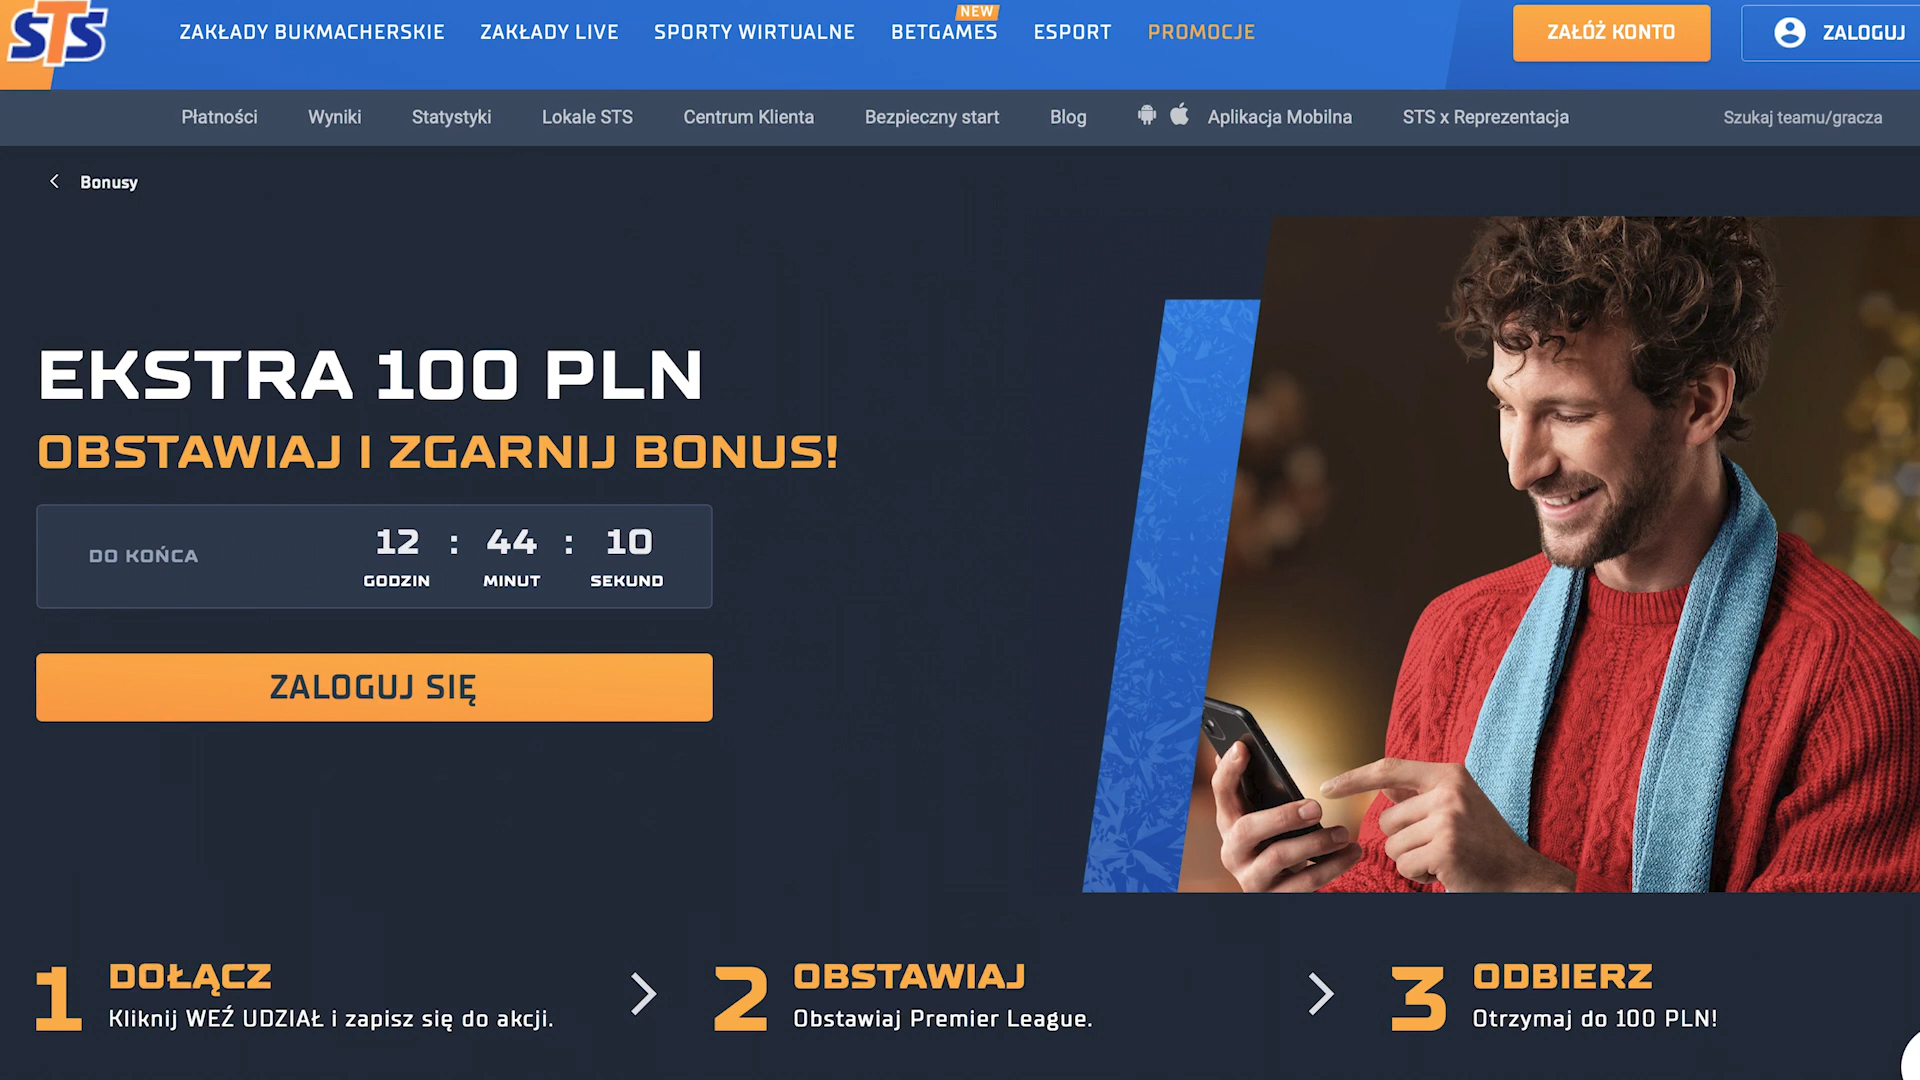 STS
ZAKŁADY BUKMACHERSKIE
ZAKŁADY LIVE
SPORTY WIRTUALNE
NEW
BETGAMES
ESPORT
PROMOCJE
ZAŁÓŻ KONTO
ZALOGUJ
Płatności
Wyniki
Statystyki
Lokale STS
Centrum Klienta
Bezpieczny start
Blog
Aplikacja Mobilna
STS x Reprezentacja
Szukaj teamu/gracza
Bonusy
EKSTRA 100 PLN
OBSTAWIAJ I ZGARNIJ BONUS!
DO KOŃCA
12 : 44 : 10
GODZIN MINUT SEKUND
ZALOGUJ SIĘ
1 DOŁĄCZ
Kliknij WEŹ UDZIAŁ i zapisz się do akcji.
2 OBSTAWIAJ
Obstawiaj Premier League.
3 ODBIERZ
Otrzymaj do 100 PLN!